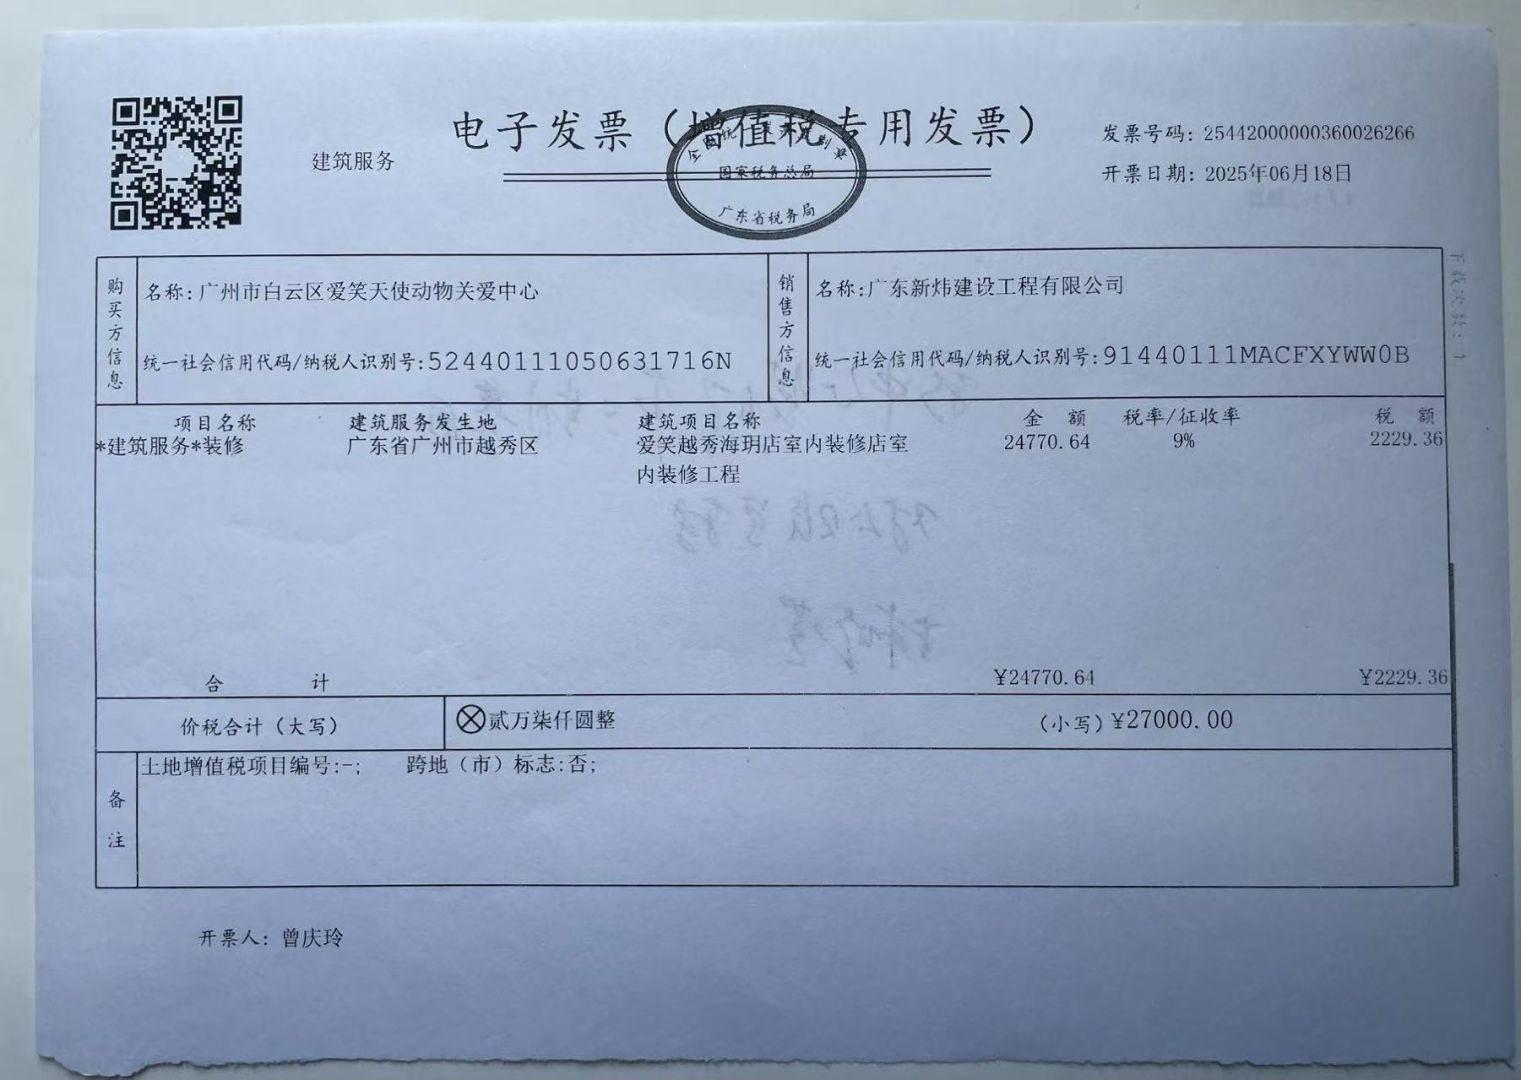 电子发票（增值税专用发票）
建筑服务
国家税务总局
广东省税务局
发票号码：25442000000360026266
开票日期：2025年06月18日
购买方信息
名称：广州市白云区爱笑天使动物关爱中心
统一社会信用代码/纳税人识别号：52440111050631716N
销售方信息
名称：广东新炜建设工程有限公司
统一社会信用代码/纳税人识别号：91440111MACFXYWW0B
下载次数：1
项目名称 建筑服务发生地 建筑项目名称 金 额 税率/征收率 税 额
*建筑服务*装修 广东省广州市越秀区 爱笑越秀海玥店室内装修店室 24770.64 9% 2229.36
内装修工程
合 计 ¥24770.64 ¥2229.36
价税合计（大写） ⊗贰万柒仟圆整 （小写）¥27000.00
备注
土地增值税项目编号:-; 跨地（市）标志:否;
开票人：曾庆玲